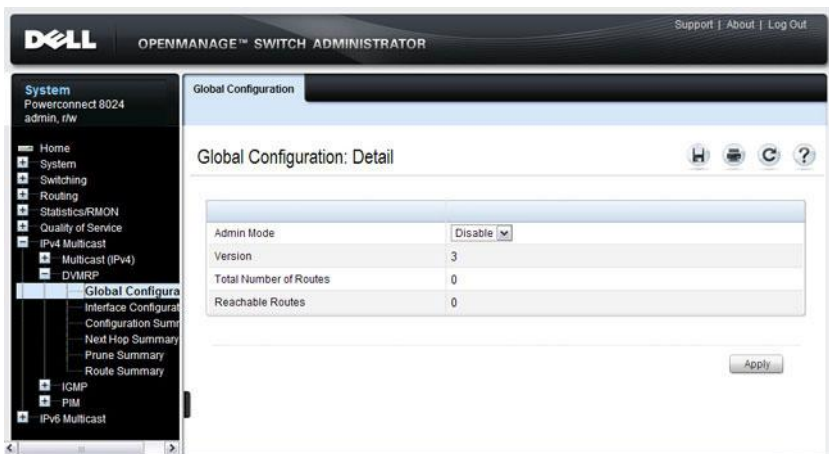 Support | About | Log Out
DELL OPENMANAGE™ SWITCH ADMINISTRATOR
System
Powerconnect 8024
admin, r/w
Home
System
Switching
Routing
Statistics/RMON
Quality of Service
IPv4 Multicast
Multicast (IPv4)
DVMRP
Global Configura
Interface Configurat
Configuration Summ
Next Hop Summary
Prune Summary
Route Summary
IGMP
PIM
IPv6 Multicast
Global Configuration
Global Configuration: Detail
Admin Mode Disable
Version 3
Total Number of Routes 0
Reachable Routes 0
Apply